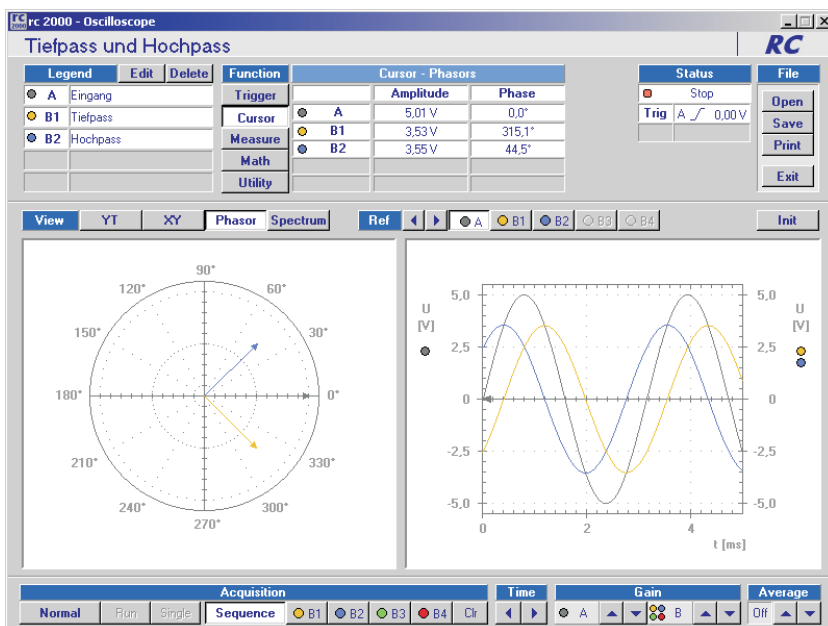 rc 2000 - Oscilloscope
Tiefpass und Hochpass
RC
Legend Edit Delete
A Eingang
B1 Tiefpass
B2 Hochpass
Function
Trigger
Cursor
Measure
Math
Utility
Cursor - Phasors
Amplitude Phase
A 5,01 V 0,0°
B1 3,53 V 315,1°
B2 3,55 V 44,5°
Status
Stop
Trig A 0,00 V
File
Open
Save
Print
Exit
View YT XY Phasor Spectrum
Ref A B1 B2 B3 B4
Init
90°
120° 60°
150° 30°
180° 0°
210° 330°
240° 300°
270°
U
[V]
5,0
2,5
0
-2,5
-5,0
0 2 4
t [ms]
5,0
2,5
0
-2,5
-5,0
U
[V]
Acquisition
Normal Run Single Sequence B1 B2 B3 B4 Clr
Time
Gain
A B
Average
Off